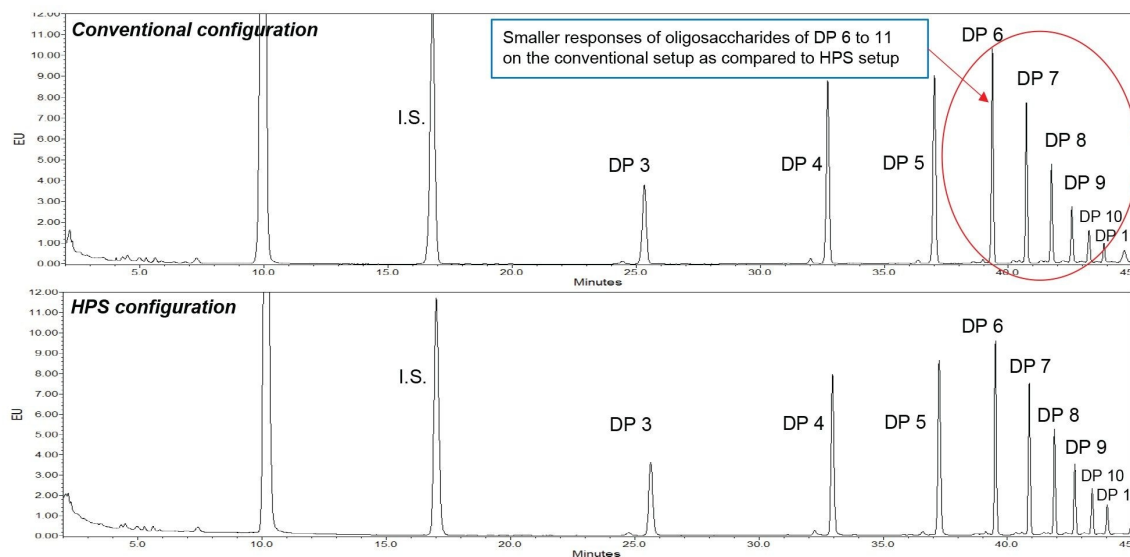 Conventional configuration
Smaller responses of oligosaccharides of DP 6 to 11
on the conventional setup as compared to HPS setup
12.00
11.00
10.00
9.00
8.00
7.00
6.00
5.00
4.00
3.00
2.00
1.00
0.00
EU
I.S.
DP 3
DP 4
DP 5
DP 6
DP 7
DP 8
DP 9
DP 10
DP 1
5.0
10.0
15.0
20.0
25.0
30.0
35.0
40.0
45
Minutes
HPS configuration
12.00
11.00
10.00
9.00
8.00
7.00
6.00
5.00
4.00
3.00
2.00
1.00
0.00
EU
I.S.
DP 3
DP 4
DP 5
DP 6
DP 7
DP 8
DP 9
DP 10
DP 1
5.0
10.0
15.0
20.0
25.0
30.0
35.0
40.0
45
Minutes